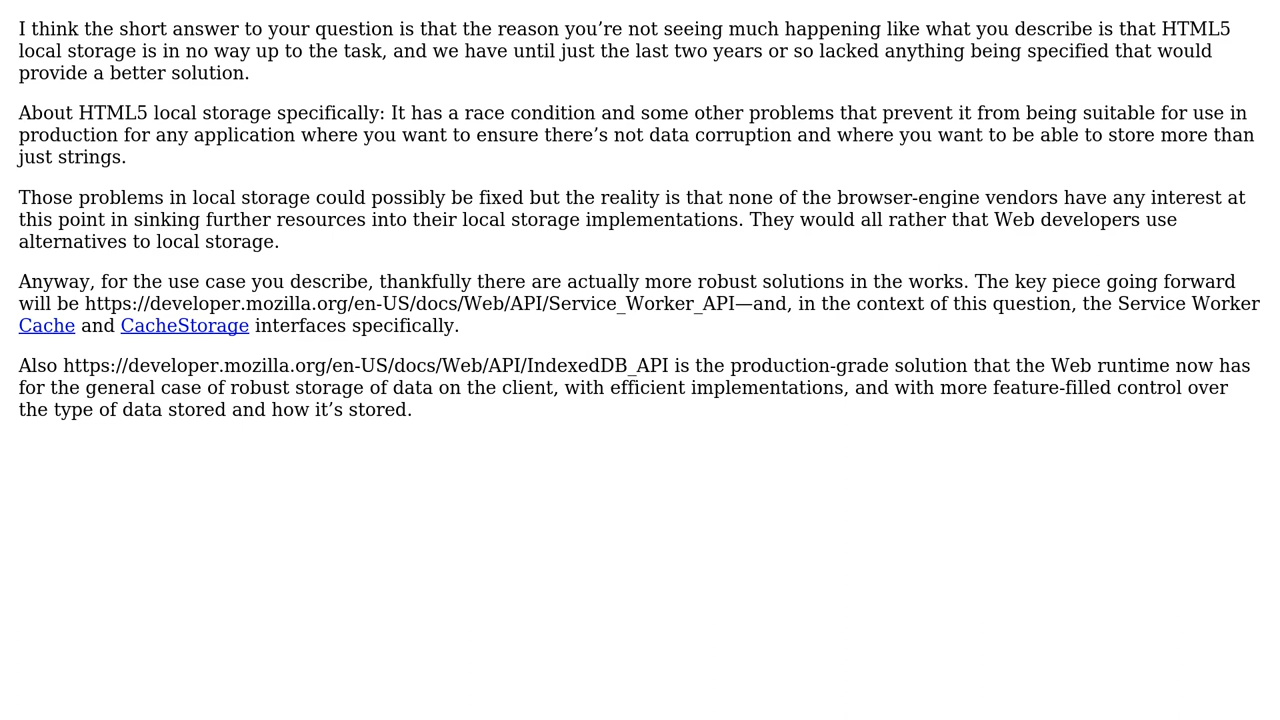 I think the short answer to your question is that the reason you’re not seeing much happening like what you describe is that HTML5
local storage is in no way up to the task, and we have until just the last two years or so lacked anything being specified that would
provide a better solution.
About HTML5 local storage specifically: It has a race condition and some other problems that prevent it from being suitable for use in
production for any application where you want to ensure there’s not data corruption and where you want to be able to store more than
just strings.
Those problems in local storage could possibly be fixed but the reality is that none of the browser-engine vendors have any interest at
this point in sinking further resources into their local storage implementations. They would all rather that Web developers use
alternatives to local storage.
Anyway, for the use case you describe, thankfully there are actually more robust solutions in the works. The key piece going forward
will be https://developer.mozilla.org/en-US/docs/Web/API/Service_Worker_API—and, in the context of this question, the Service Worker
Cache and CacheStorage interfaces specifically.
Also https://developer.mozilla.org/en-US/docs/Web/API/IndexedDB_API is the production-grade solution that the Web runtime now has
for the general case of robust storage of data on the client, with efficient implementations, and with more feature-filled control over
the type of data stored and how it’s stored.